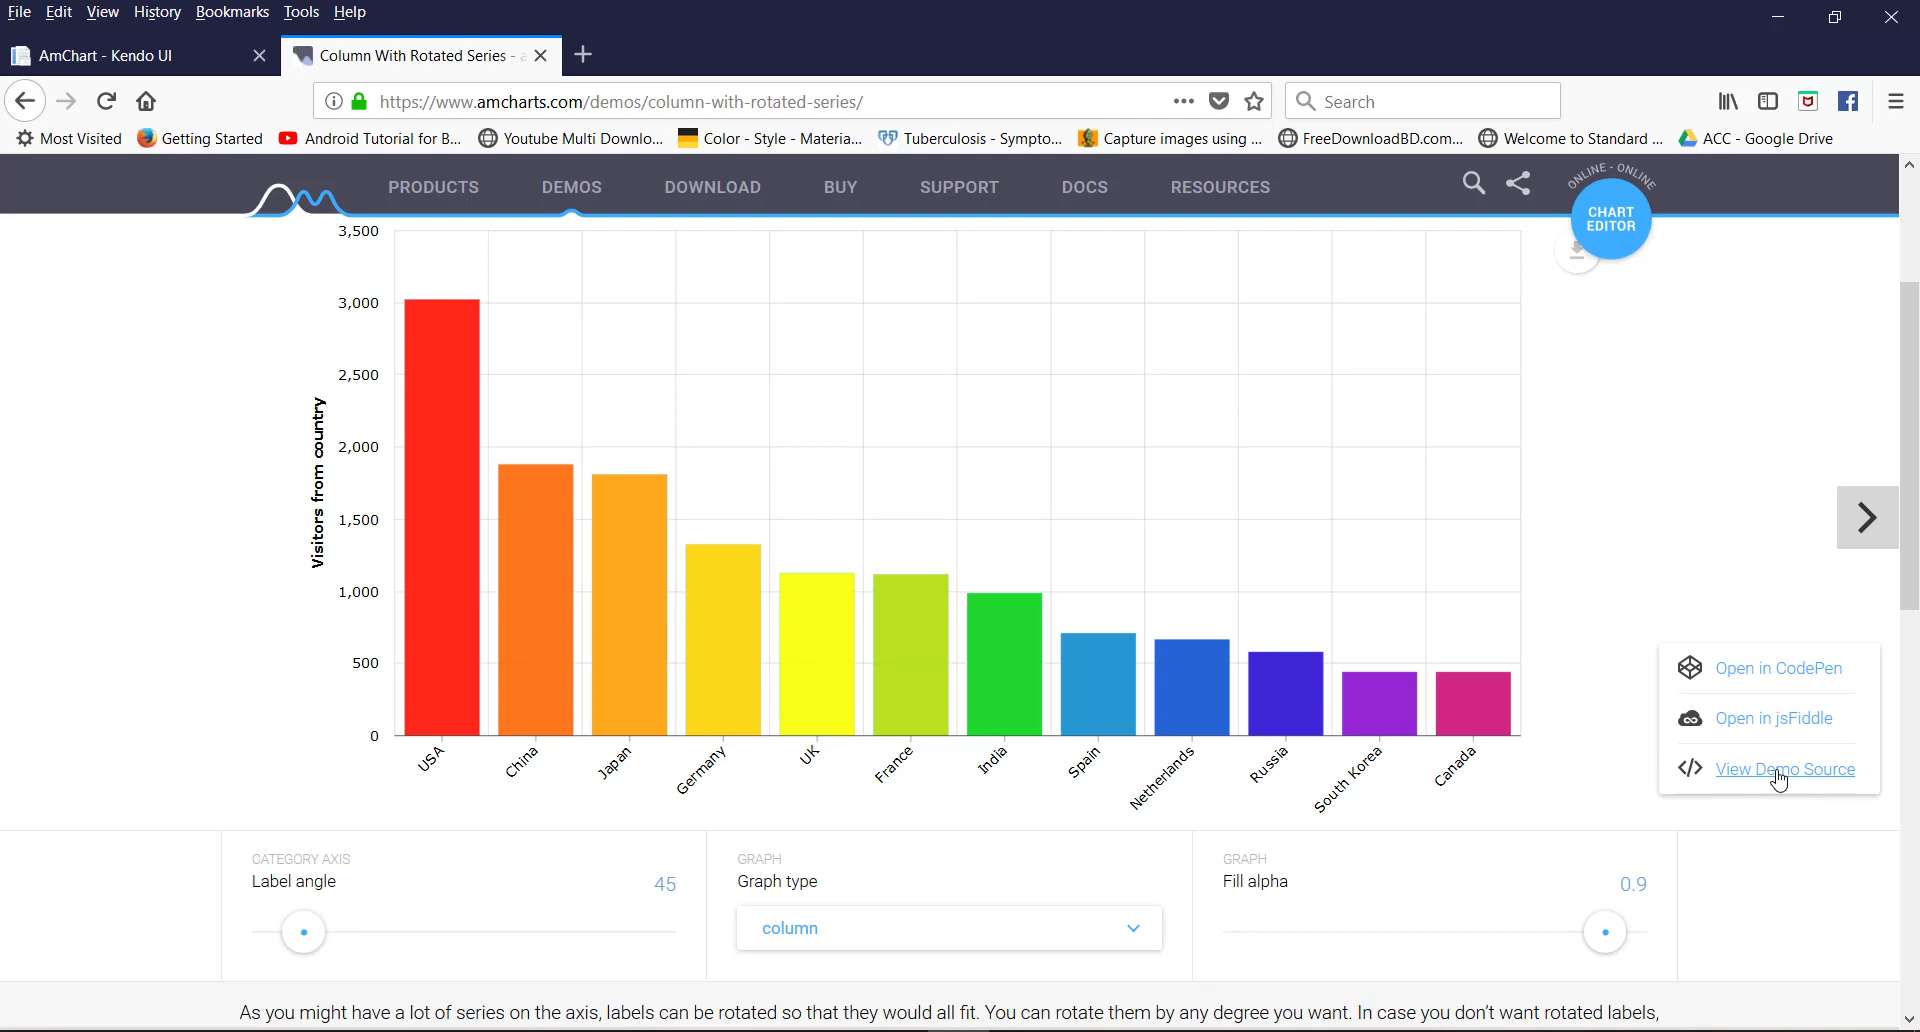 File Edit View History Bookmarks Tools Help
AmChart - Kendo UI
Column With Rotated Series -
https://www.amcharts.com/demos/column-with-rotated-series/
Search
Most Visited
Getting Started
Android Tutorial for B...
Youtube Multi Downlo...
Color - Style - Materia...
Tuberculosis - Sympto...
Capture images using ...
FreeDownloadBD.com...
Welcome to Standard ...
ACC - Google Drive
PRODUCTS DEMOS DOWNLOAD BUY SUPPORT DOCS RESOURCES
ONLINE - ONLINE
CHART
EDITOR
3,500
3,000
2,500
2,000
1,500
1,000
500
0
Visitors from country
USA
China
Japan
Germany
UK
France
India
Spain
Netherlands
Russia
South Korea
Canada
Open in CodePen
Open in jsFiddle
View Demo Source
CATEGORY AXIS
Label angle
45
GRAPH
Graph type
column
GRAPH
Fill alpha
0.9
As you might have a lot of series on the axis, labels can be rotated so that they would all fit. You can rotate them by any degree you want. In case you don't want rotated labels,